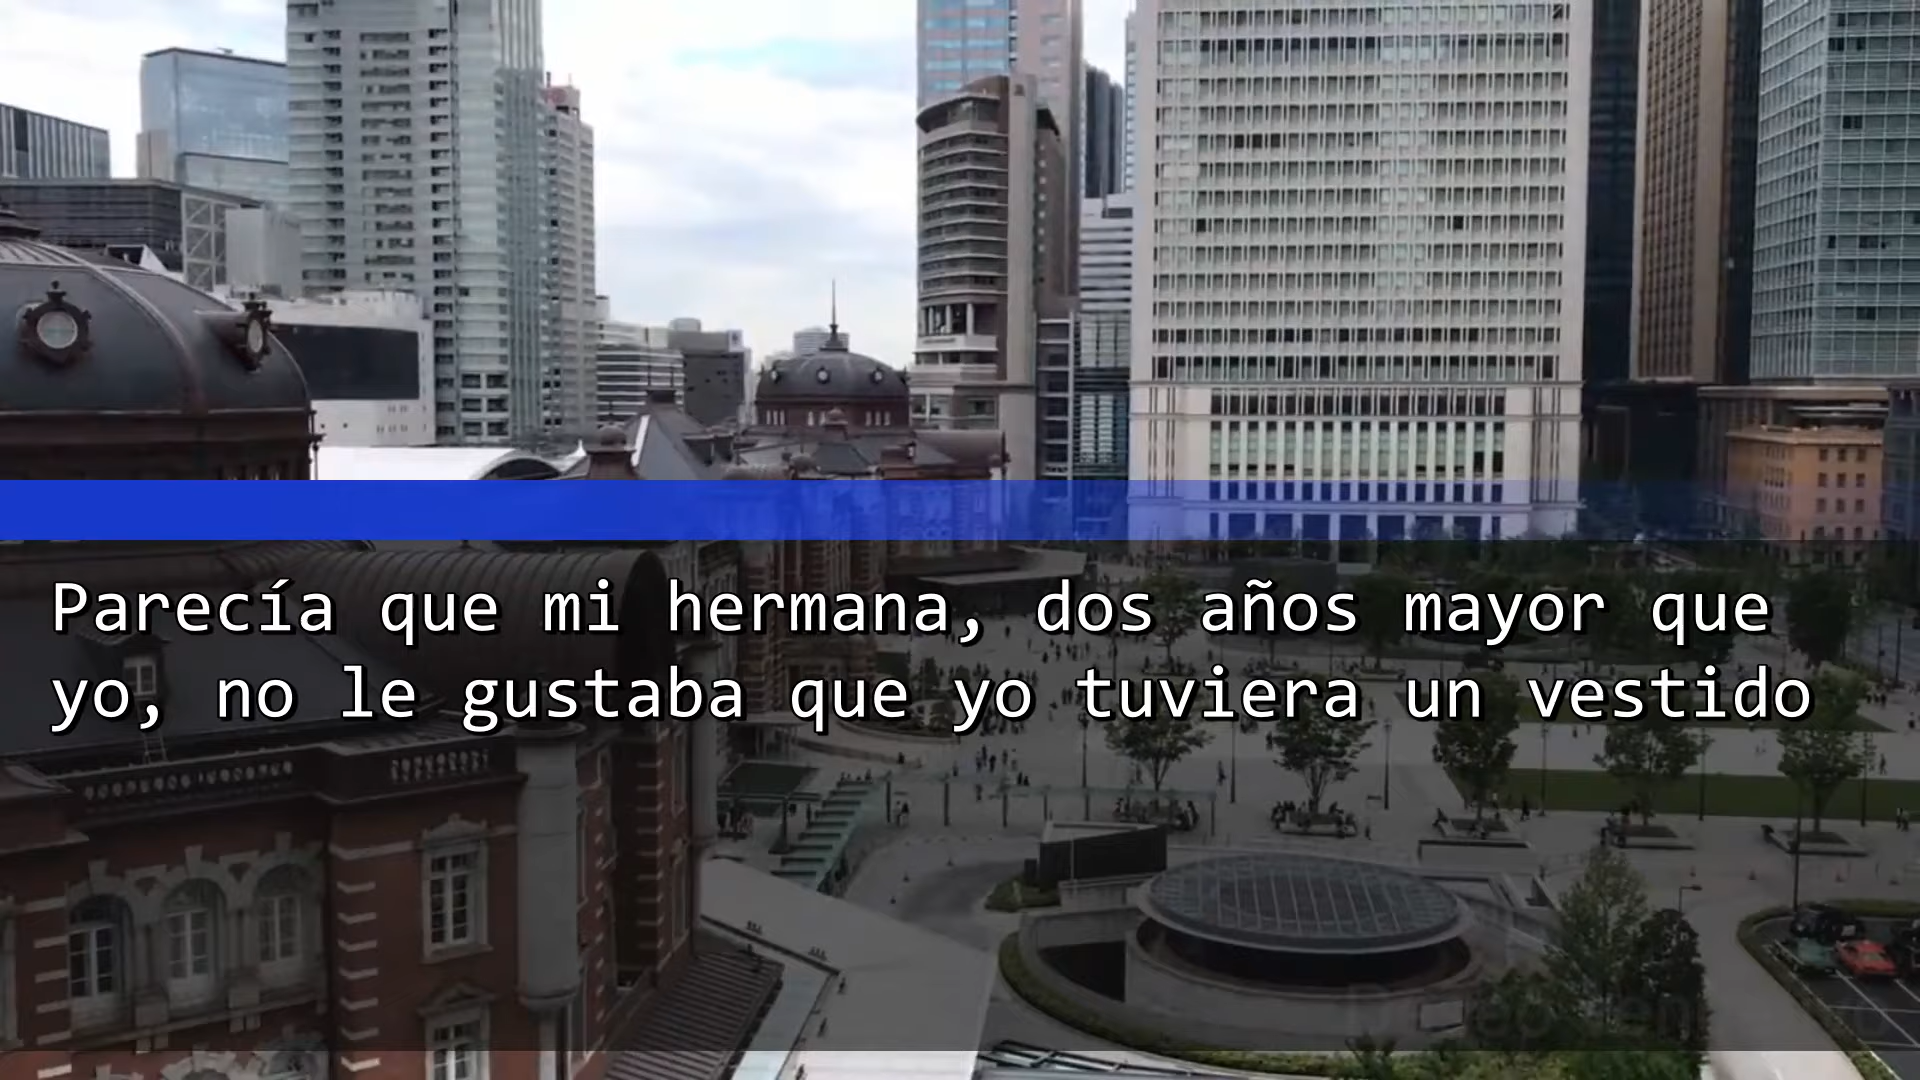 Parecía que mi hermana, dos años mayor que
yo, no le gustaba que yo tuviera un vestido